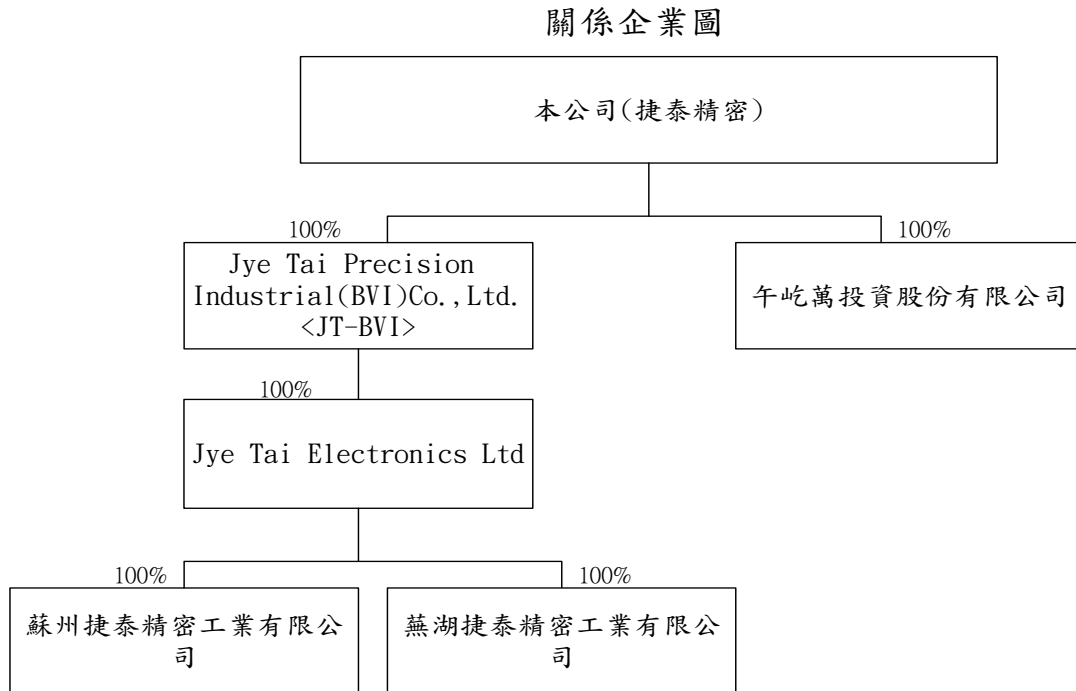 關係企業圖
本公司(捷泰精密)
100%
100%
Jye Tai Precision
Industrial(BVI)Co.,Ltd.
<JT-BVI>
午屹萬投資股份有限公司
100%
Jye Tai Electronics Ltd
100%
100%
蘇州捷泰精密工業有限公
司
蕪湖捷泰精密工業有限公
司